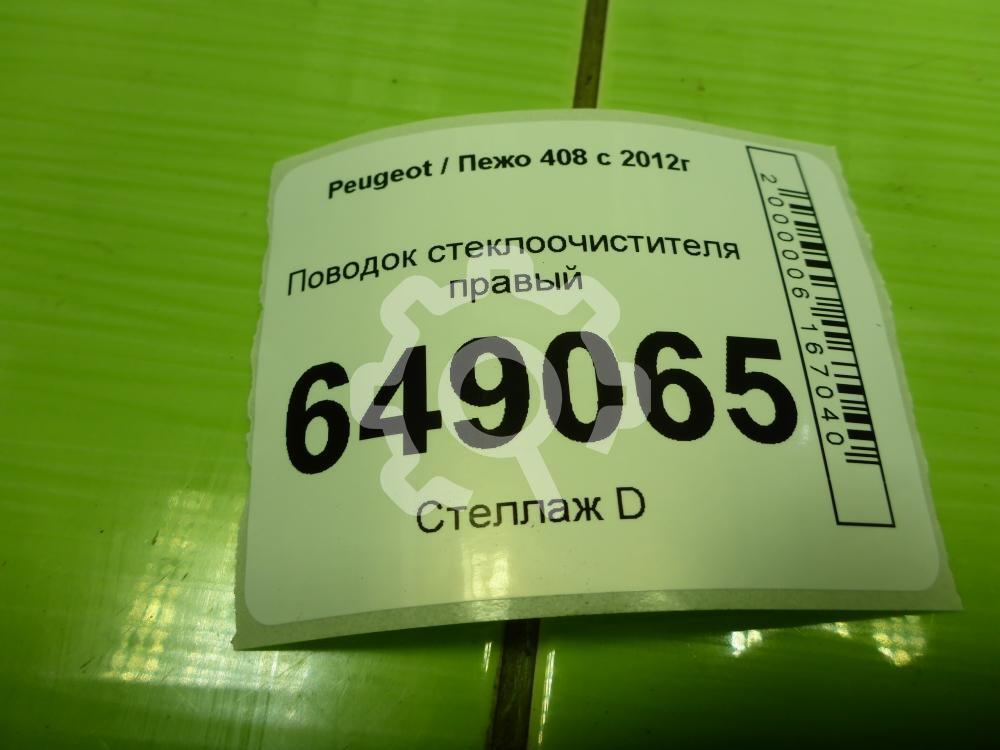 Peugeot / Пежо 408 с 2012г
Поводок стеклоочистителя
правый
649065
Стеллаж D
2000006167040